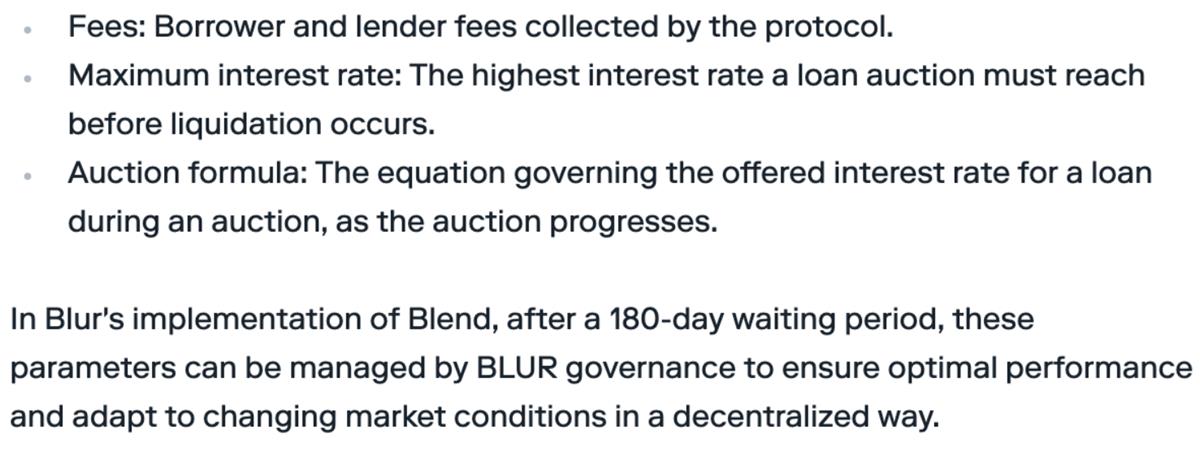 Fees: Borrower and lender fees collected by the protocol.
Maximum interest rate: The highest interest rate a loan auction must reach
before liquidation occurs.
Auction formula: The equation governing the offered interest rate for a loan
during an auction, as the auction progresses.
In Blur's implementation of Blend, after a 180-day waiting period, these
parameters can be managed by BLUR governance to ensure optimal performance
and adapt to changing market conditions in a decentralized way.